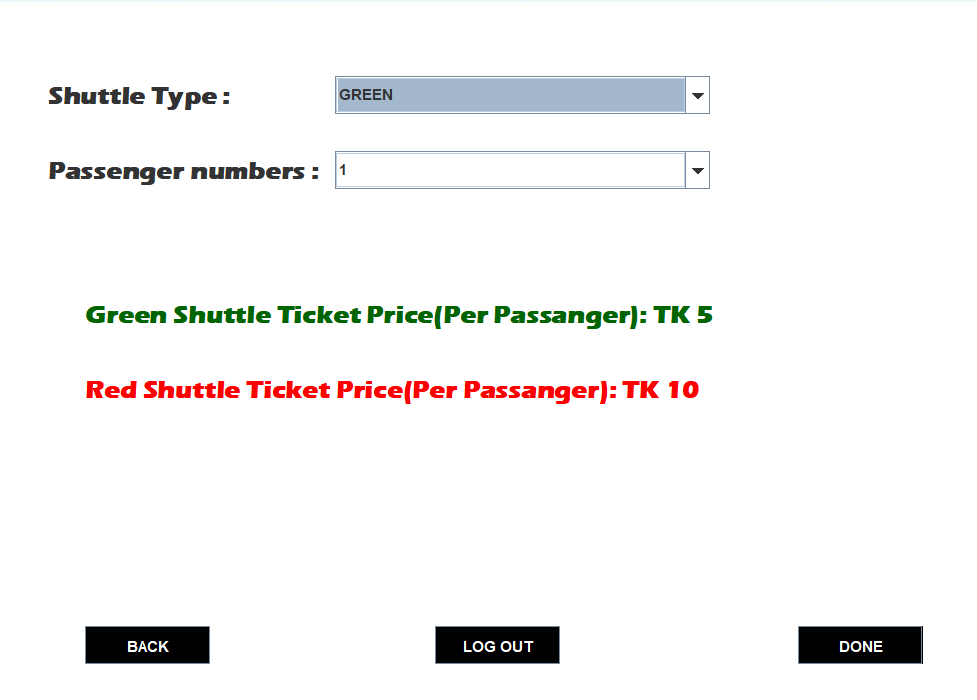 Shuttle Type :
GREEN
Passenger numbers :
1
Green Shuttle Ticket Price(Per Passanger): TK 5
Red Shuttle Ticket Price(Per Passanger): TK 10
BACK
LOG OUT
DONE